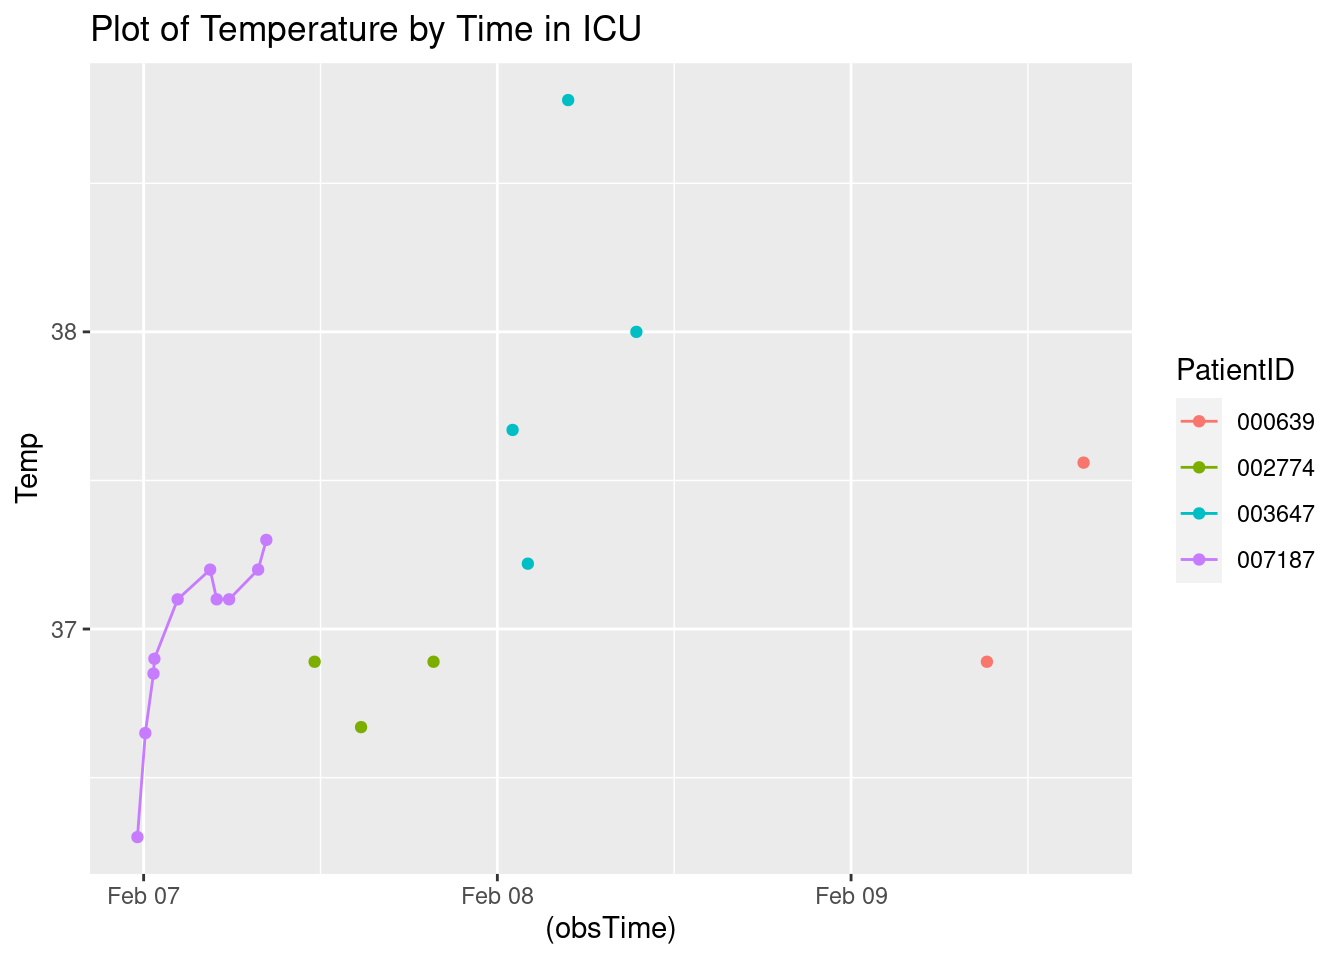 Plot of Temperature by Time in ICU
38
37
Temp
Feb 07
Feb 08
Feb 09
(obsTime)
PatientID
000639
002774
003647
007187